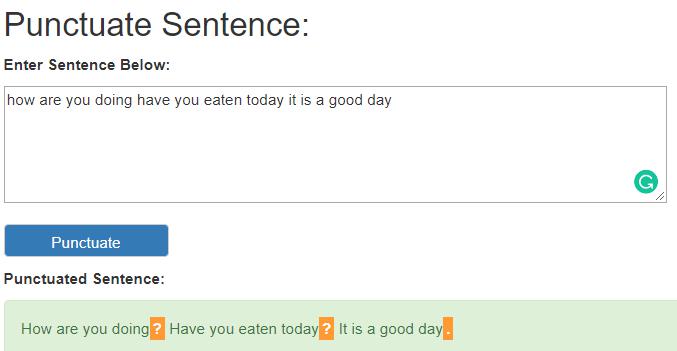 Punctuate Sentence:
Enter Sentence Below:
how are you doing have you eaten today it is a good day
Punctuate
Punctuated Sentence:
How are you doing? Have you eaten today? It is a good day.